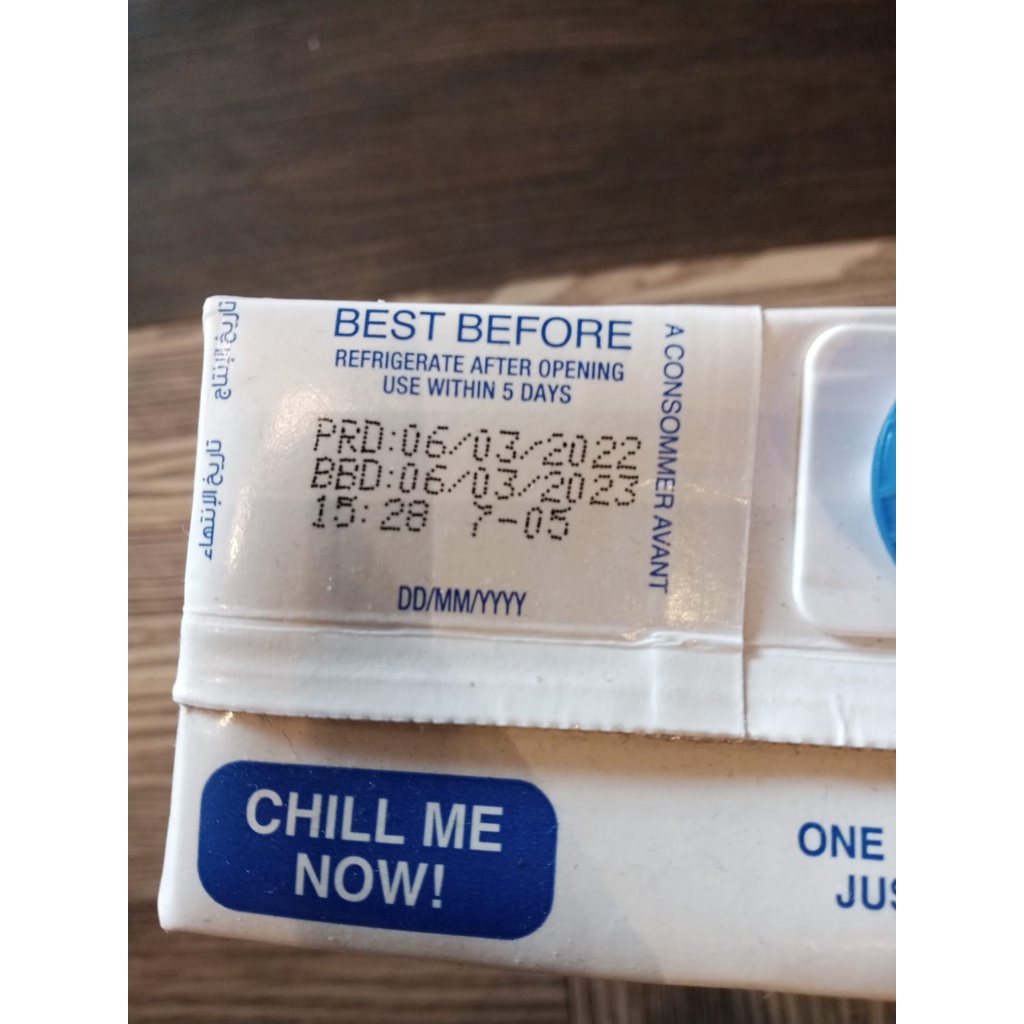 BEST BEFORE
REFRIGERATE AFTER OPENING
USE WITHIN 5 DAYS
PRD:06/03/2022
BBD:06/03/2023
15:28 7-05
DD/MM/YYYY
A CONSOMMER AVANT
تاريخ الإنتاج
تاريخ الإنتهاء
CHILL ME
NOW!
ONE